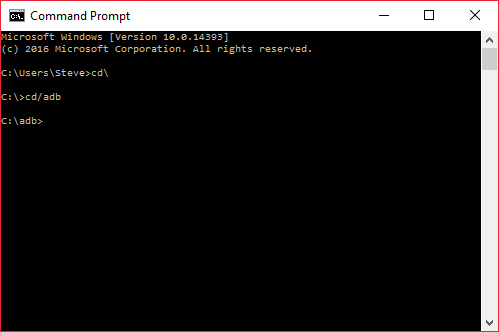 Command Prompt
Microsoft Windows [Version 10.0.14393]
(c) 2016 Microsoft Corporation. All rights reserved.
C:\Users\Steve>cd\
C:\>cd/adb
C:\adb>